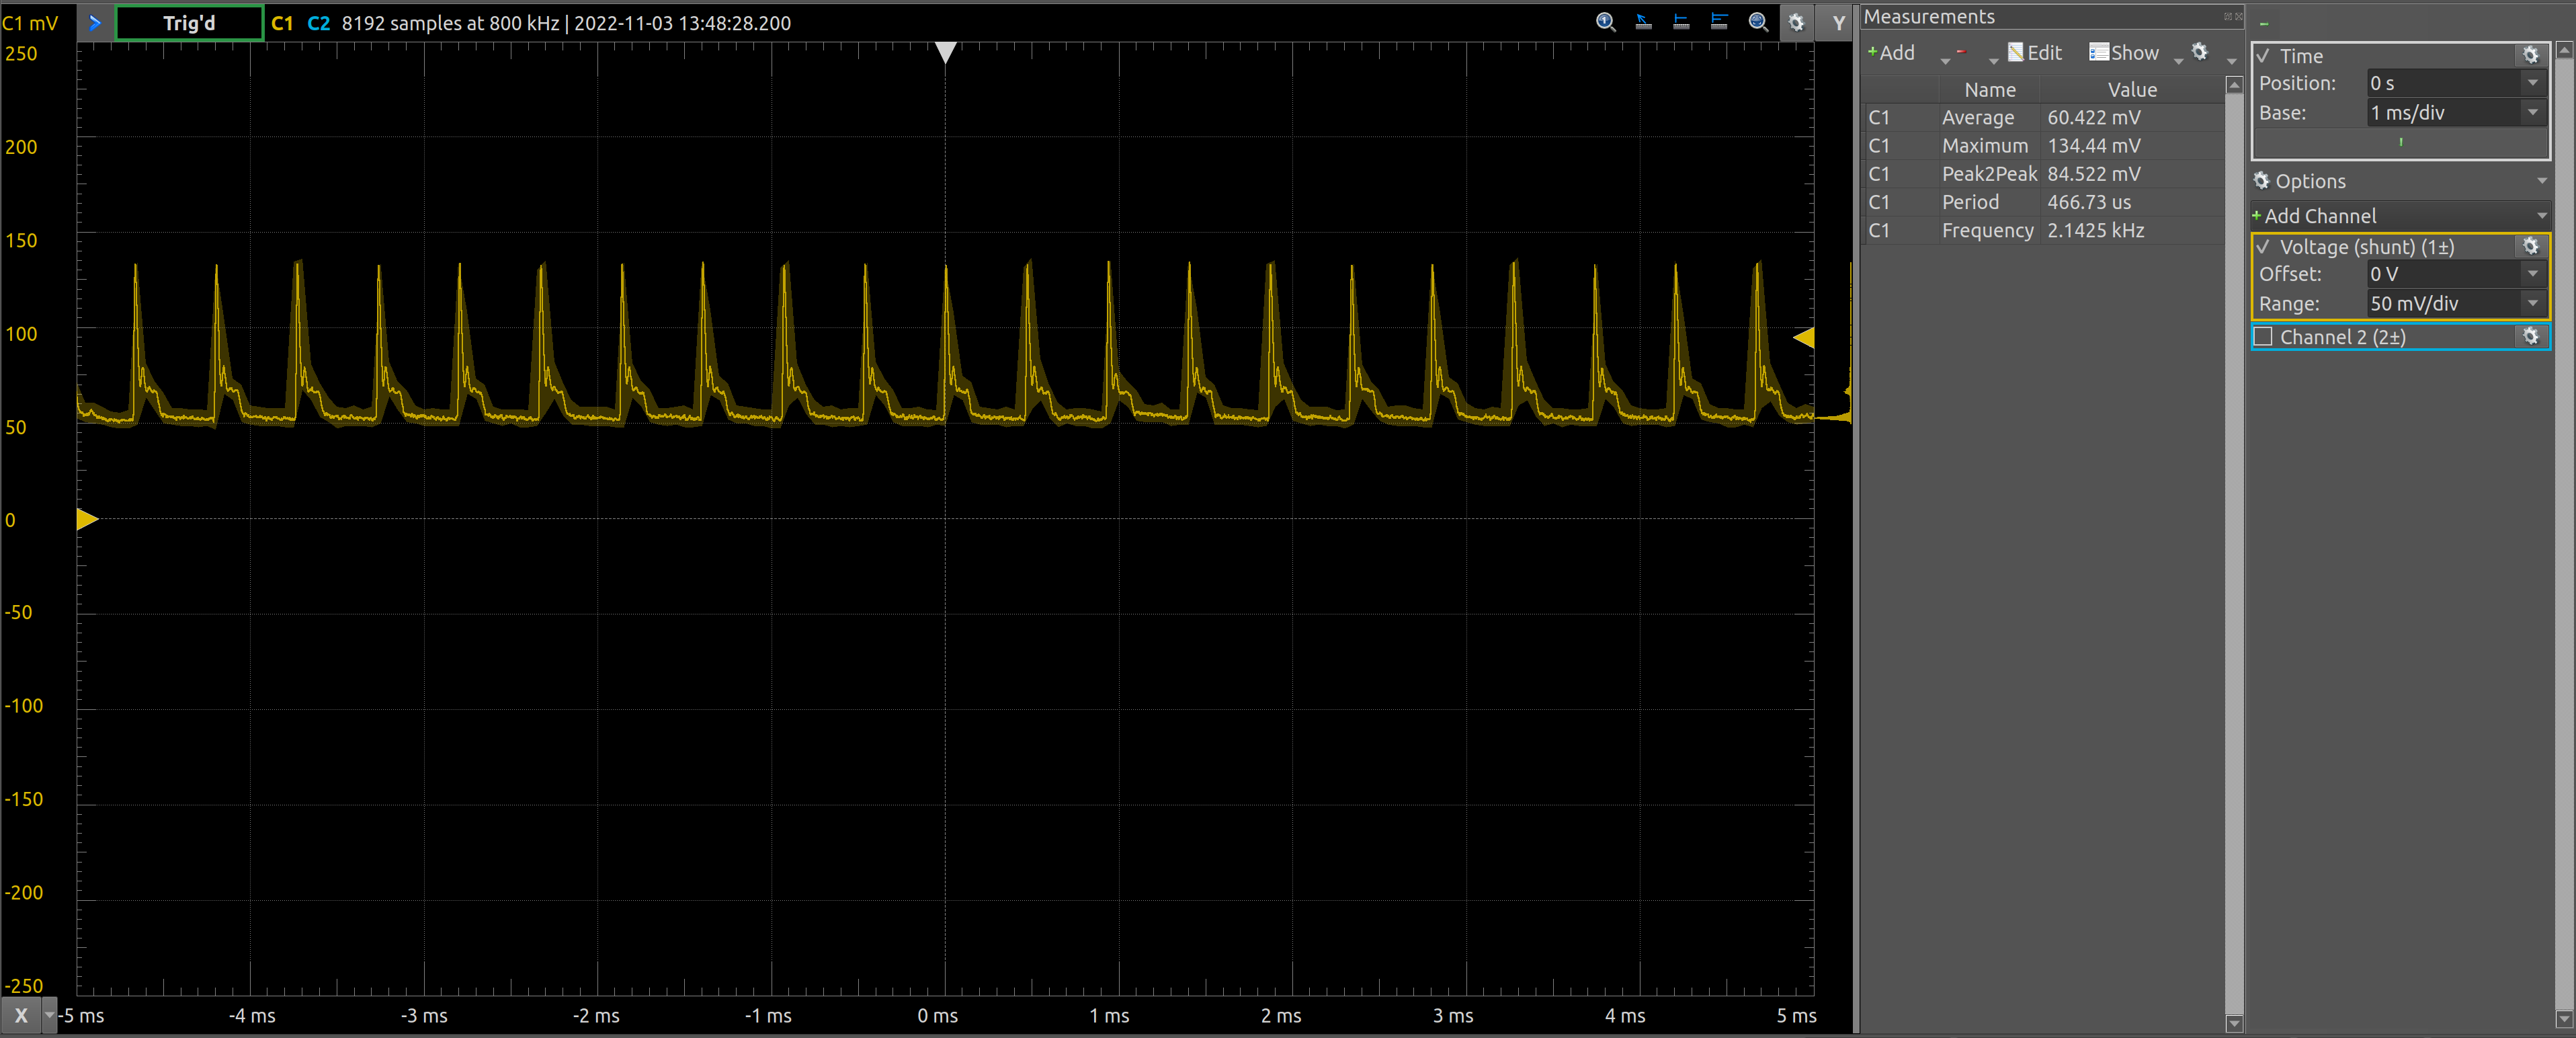 C1 mV Trig'd C1 C2 8192 samples at 800 kHz | 2022-11-03 13:48:28.200 Y
250
200
150
100
50
0
-50
-100
-150
-200
-250
X -5 ms -4 ms -3 ms -2 ms -1 ms 0 ms 1 ms 2 ms 3 ms 4 ms 5 ms
Measurements
+Add Edit Show
Name Value
C1 Average 60.422 mV
C1 Maximum 134.44 mV
C1 Peak2Peak 84.522 mV
C1 Period 466.73 us
C1 Frequency 2.1425 kHz
Time
Position: 0 s
Base: 1 ms/div
Options
+Add Channel
Voltage (shunt) (1±)
Offset: 0 V
Range: 50 mV/div
Channel 2 (2±)